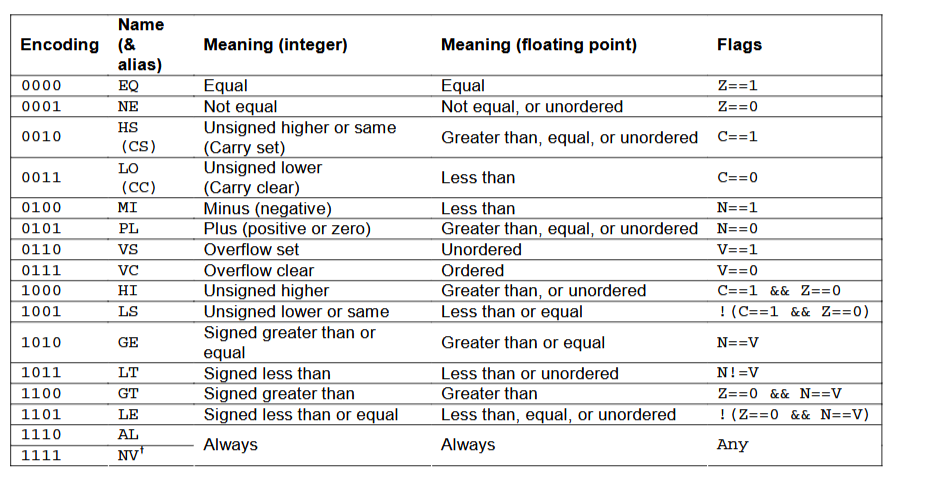 Encoding Name (& alias) Meaning (integer) Meaning (floating point) Flags
0000 EQ Equal Equal Z==1
0001 NE Not equal Not equal, or unordered Z==0
0010 HS (CS) Unsigned higher or same (Carry set) Greater than, equal, or unordered C==1
0011 LO (CC) Unsigned lower (Carry clear) Less than C==0
0100 MI Minus (negative) Less than N==1
0101 PL Plus (positive or zero) Greater than, equal, or unordered N==0
0110 VS Overflow set Unordered V==1
0111 VC Overflow clear Ordered V==0
1000 HI Unsigned higher Greater than, or unordered C==1 && Z==0
1001 LS Unsigned lower or same Less than or equal !(C==1 && Z==0)
1010 GE Signed greater than or equal Greater than or equal N==V
1011 LT Signed less than Less than or unordered N!=V
1100 GT Signed greater than Greater than Z==0 && N==V
1101 LE Signed less than or equal Less than, equal, or unordered !(Z==0 && N==V)
1110 AL Always Always Any
1111 NV†